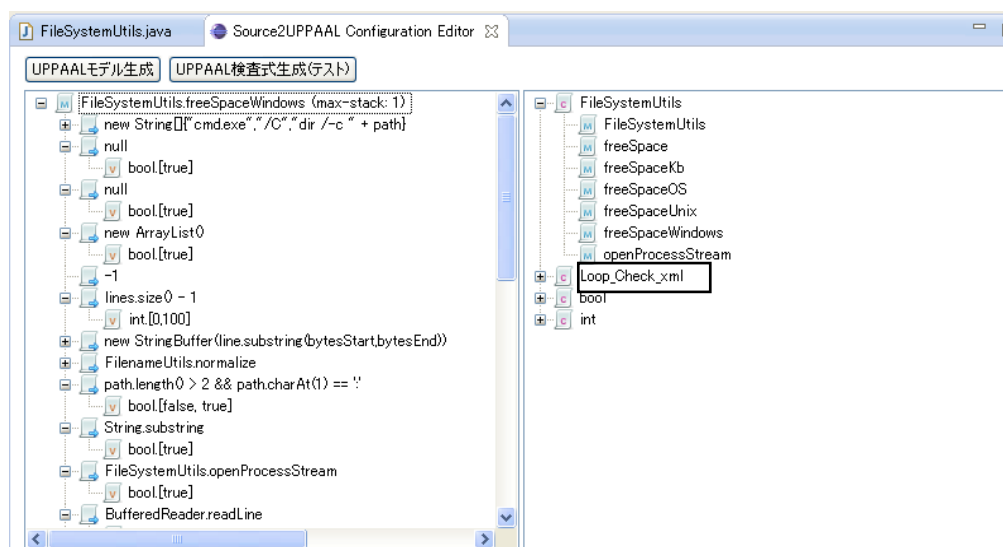 FileSystemUtils.java
Source2UPPAAL Configuration Editor
UPPAALモデル生成
UPPAAL検査式生成(テスト)
FileSystemUtils.freeSpaceWindows (max-stack: 1)
new String[]{"cmd.exe","/C","dir /-c " + path}
null
bool.[true]
null
bool.[true]
new ArrayList()
bool.[true]
-1
lines.size() - 1
int.[0,100]
new StringBuffer(line.substring(bytesStart,bytesEnd))
FilenameUtils.normalize
path.length() > 2 && path.charAt(1) == ':'
bool.[false, true]
String.substring
bool.[true]
FileSystemUtils.openProcessStream
bool.[true]
BufferedReader.readLine
FileSystemUtils
FileSystemUtils
freeSpace
freeSpaceKb
freeSpaceOS
freeSpaceUnix
freeSpaceWindows
openProcessStream
Loop_Check_xml
bool
int